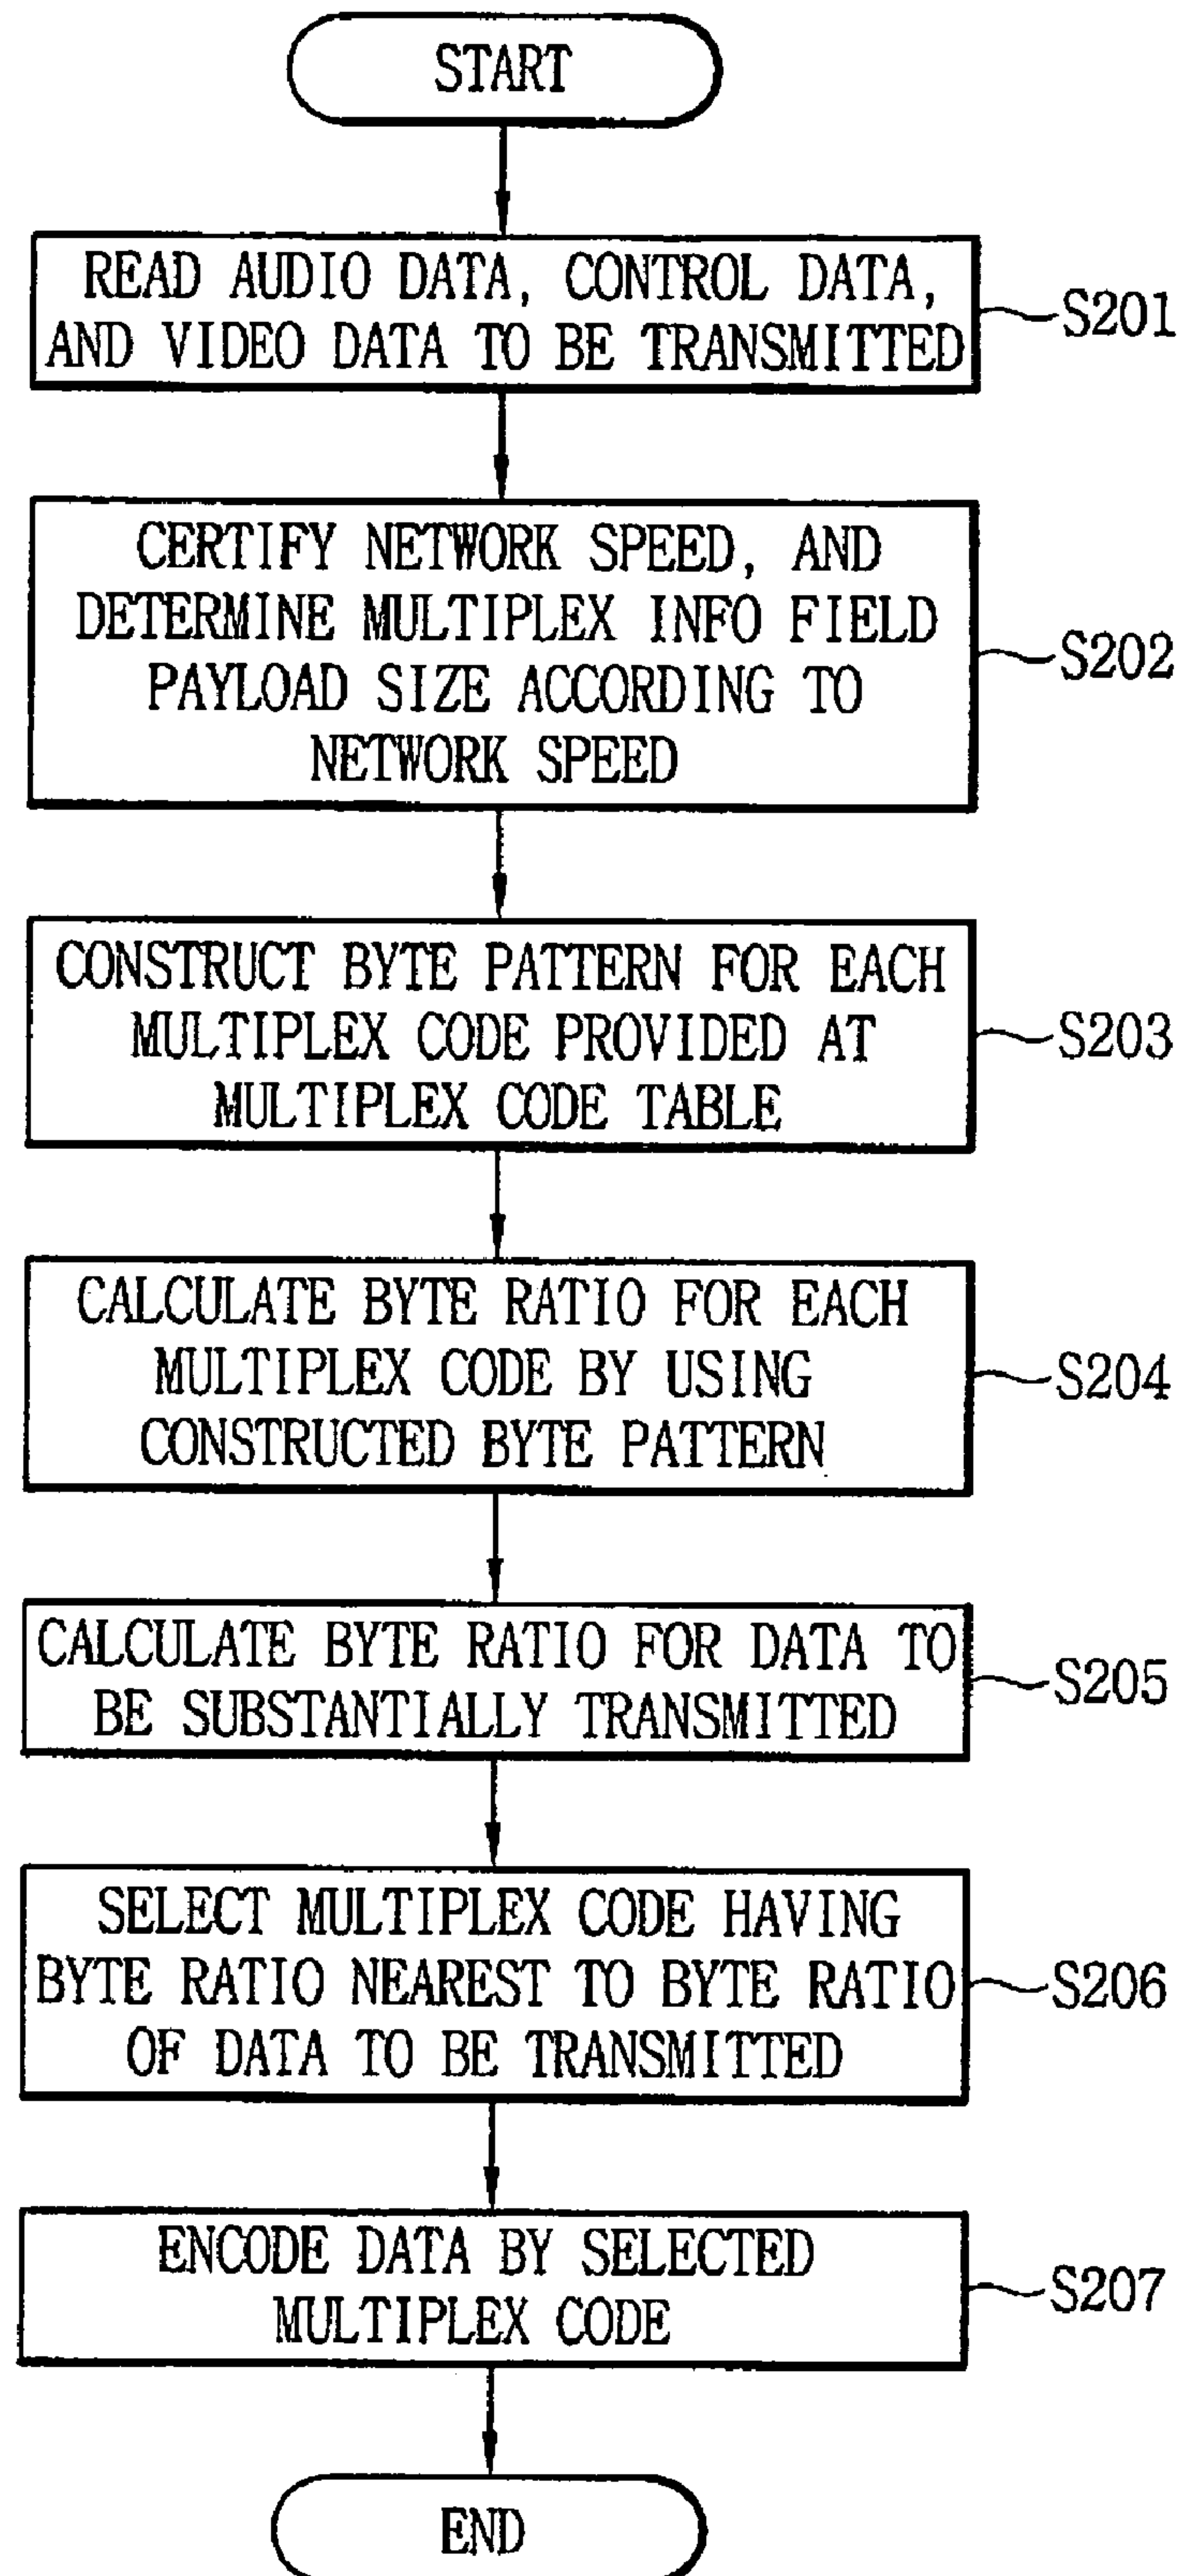 START
READ AUDIO DATA, CONTROL DATA,
AND VIDEO DATA TO BE TRANSMITTED
S201
CERTIFY NETWORK SPEED, AND
DETERMINE MULTIPLEX INFO FIELD
PAYLOAD SIZE ACCORDING TO
NETWORK SPEED
S202
CONSTRUCT BYTE PATTERN FOR EACH
MULTIPLEX CODE PROVIDED AT
MULTIPLEX CODE TABLE
S203
CALCULATE BYTE RATIO FOR EACH
MULTIPLEX CODE BY USING
CONSTRUCTED BYTE PATTERN
S204
CALCULATE BYTE RATIO FOR DATA TO
BE SUBSTANTIALLY TRANSMITTED
S205
SELECT MULTIPLEX CODE HAVING
BYTE RATIO NEAREST TO BYTE RATIO
OF DATA TO BE TRANSMITTED
S206
ENCODE DATA BY SELECTED
MULTIPLEX CODE
S207
END